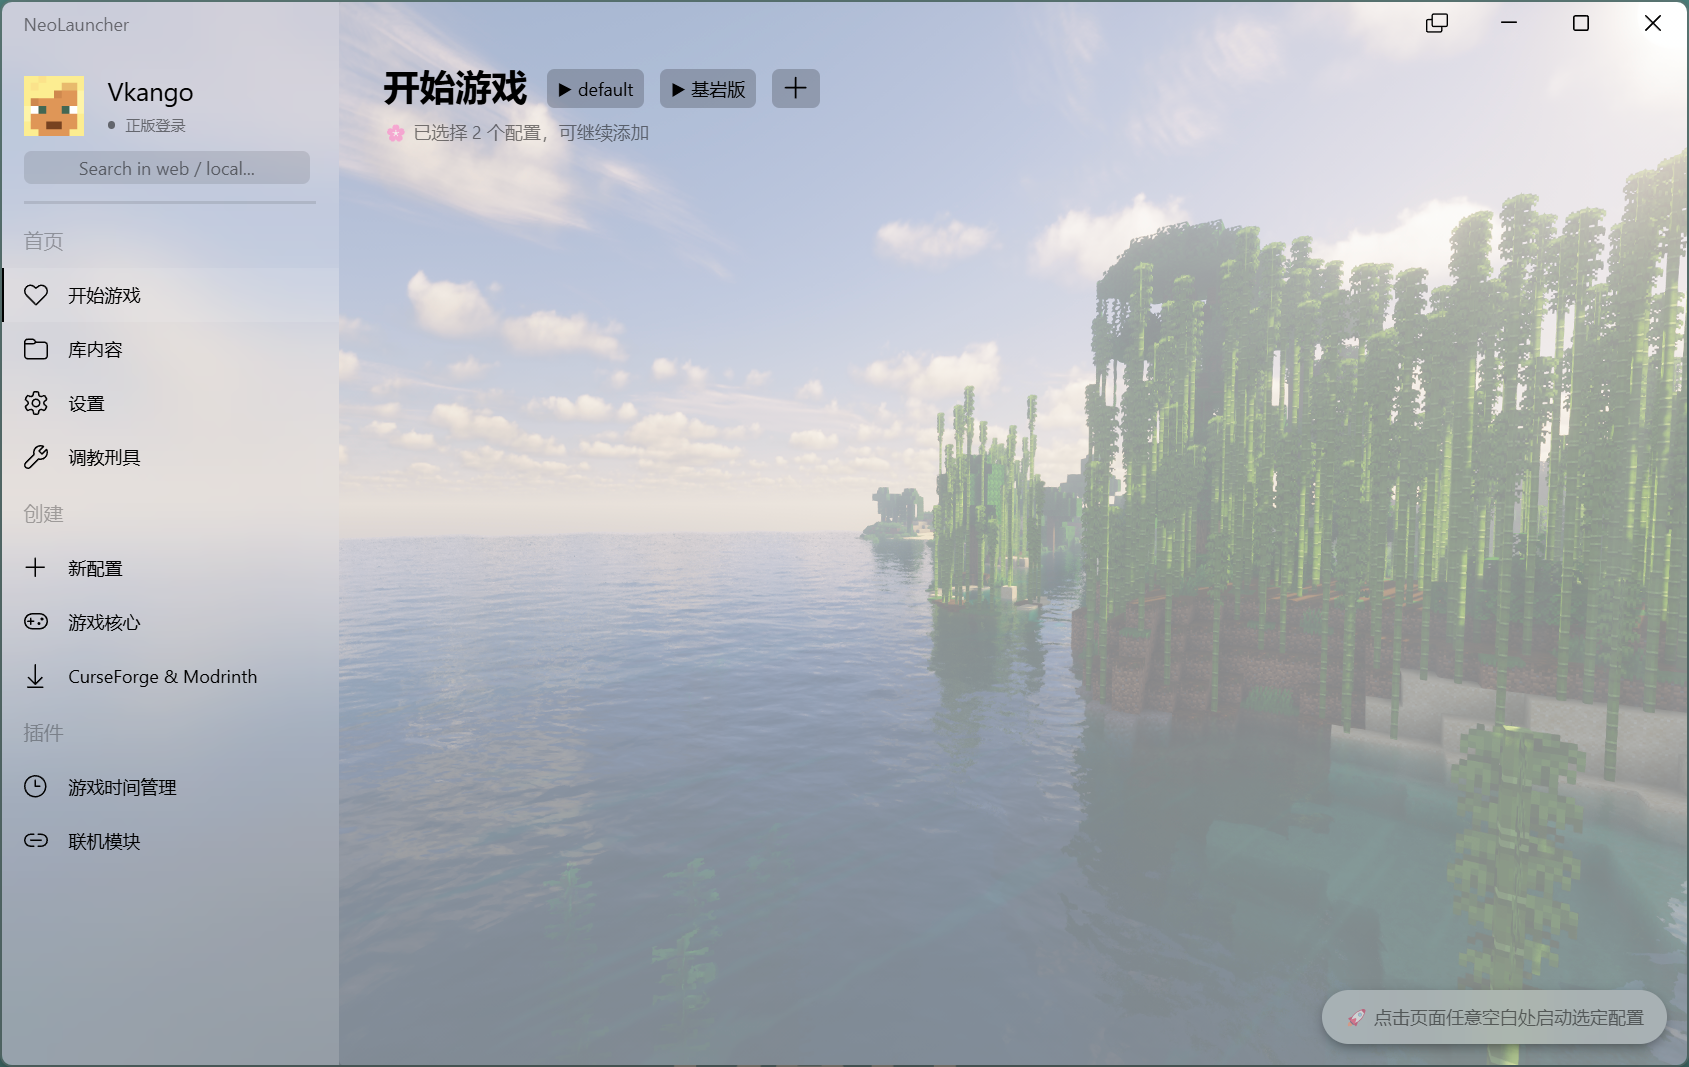 NeoLauncher
Vkango
正版登录
Search in web / local...
首页
开始游戏
库内容
设置
调教刑具
创建
新配置
游戏核心
CurseForge & Modrinth
插件
游戏时间管理
联机模块
开始游戏
default
基岩版
已选择 2 个配置，可继续添加
点击页面任意空白处启动选定配置